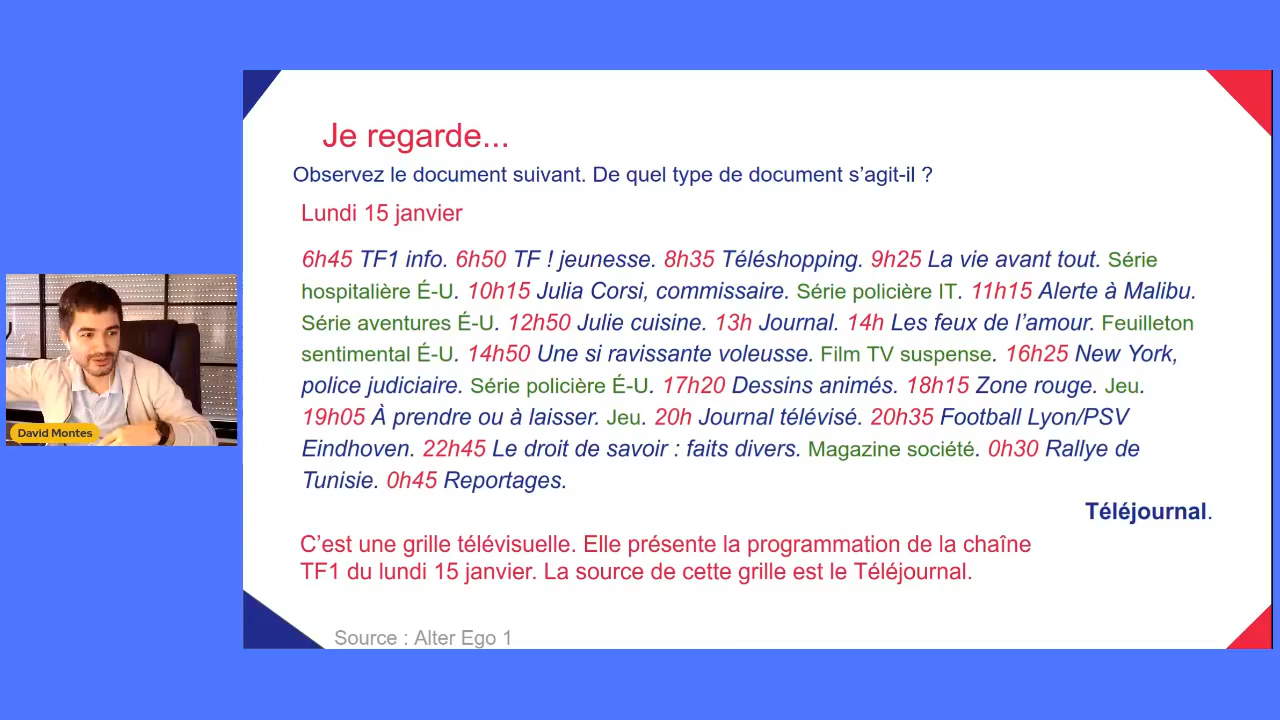 Je regarde...
Observez le document suivant. De quel type de document s'agit-il ?
Lundi 15 janvier
6h45 TF1 info. 6h50 TF ! jeunesse. 8h35 Téléshopping. 9h25 La vie avant tout. Série
hospitalière É-U. 10h15 Julia Corsi, commissaire. Série policière IT. 11h15 Alerte à Malibu.
Série aventures É-U. 12h50 Julie cuisine. 13h Journal. 14h Les feux de l'amour. Feuilleton
sentimental É-U. 14h50 Une si ravissante voleusse. Film TV suspense. 16h25 New York,
police judiciaire. Série policière É-U. 17h20 Dessins animés. 18h15 Zone rouge. Jeu.
19h05 À prendre ou à laisser. Jeu. 20h Journal télévisé. 20h35 Football Lyon/PSV
Eindhoven. 22h45 Le droit de savoir : faits divers. Magazine société. 0h30 Rallye de
Tunisie. 0h45 Reportages.
Téléjournal.
C'est une grille télévisuelle. Elle présente la programmation de la chaîne
TF1 du lundi 15 janvier. La source de cette grille est le Téléjournal.
Source : Alter Ego 1
David Montes